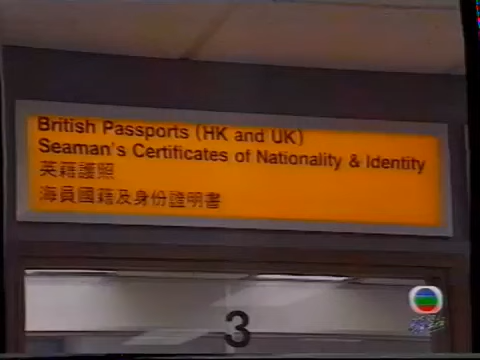 British Passports (HK and UK)
Seaman's Certificates of Nationality & Identity
英籍護照
海員國籍及身份證明書
3